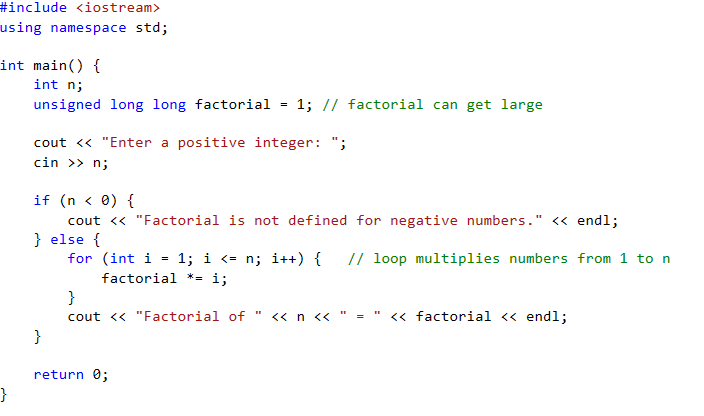 #include <iostream>
using namespace std;

int main() {
    int n;
    unsigned long long factorial = 1; // factorial can get large

    cout << "Enter a positive integer: ";
    cin >> n;

    if (n < 0) {
        cout << "Factorial is not defined for negative numbers." << endl;
    } else {
        for (int i = 1; i <= n; i++) {   // loop multiplies numbers from 1 to n
            factorial *= i;
        }
        cout << "Factorial of " << n << " = " << factorial << endl;
    }

    return 0;
}